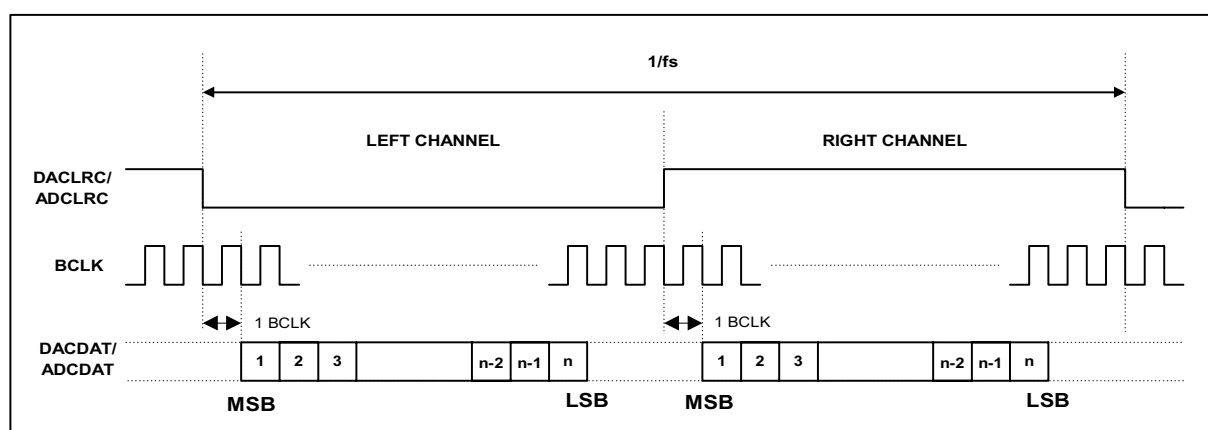 1/fs
LEFT CHANNEL RIGHT CHANNEL
DACLRC/
ADCLRC
BCLK
1 BCLK 1 BCLK
DACDAT/
ADCDAT
1 2 3 n-2 n-1 n 1 2 3 n-2 n-1 n
MSB LSB MSB LSB